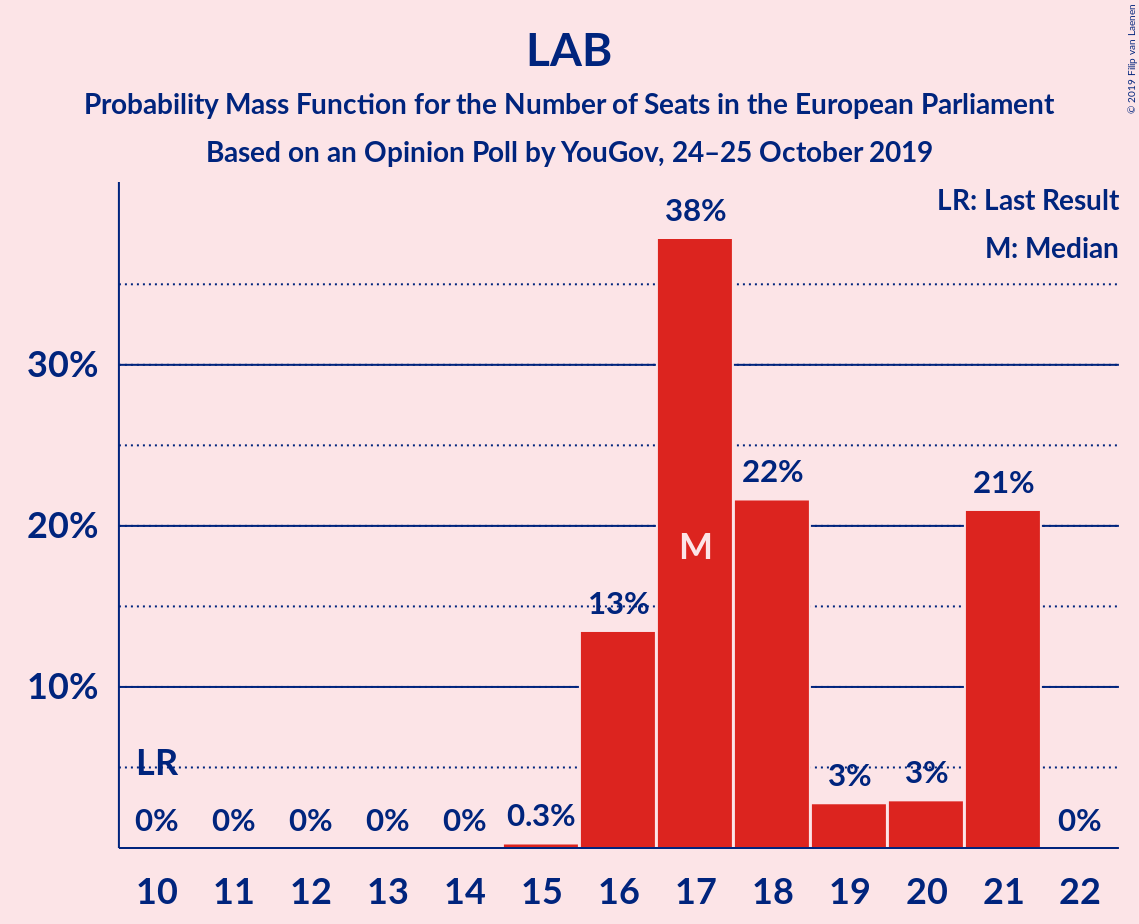 LAB
Probability Mass Function for the Number of Seats in the European Parliament
Based on an Opinion Poll by YouGov, 24–25 October 2019
© 2019 Filip van Laenen
LR: Last Result
M: Median
30%
20%
10%
LR
0%
0%
0%
0%
0%
0.3%
13%
38%
M
22%
3%
3%
21%
0%
10 11 12 13 14 15 16 17 18 19 20 21 22